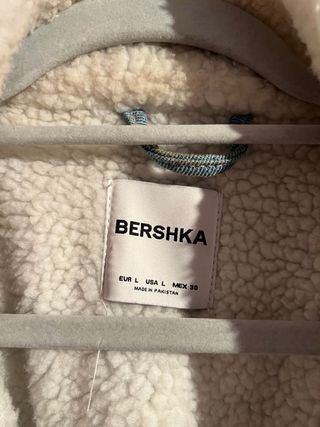 BERSHKA
EUR L USA L MEX 30
MADE IN PAKISTAN